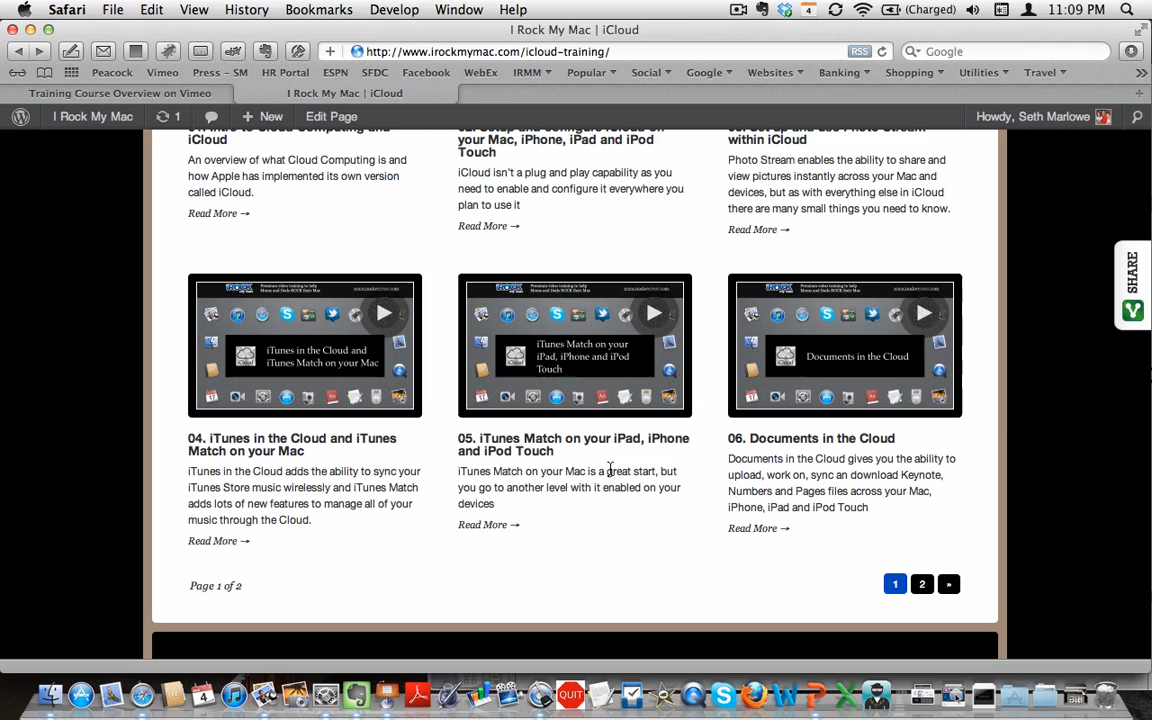 Safari File Edit View History Bookmarks Develop Window Help 4 (Charged) 11:09 PM
I Rock My Mac | iCloud
http://www.irockmymac.com/icloud-training/ RSS Google
Peacock Vimeo Press - SM HR Portal ESPN SFDC Facebook WebEx IRMM Popular Social Google Websites Banking Shopping Utilities Travel
Training Course Overview on Vimeo I Rock My Mac | iCloud
I Rock My Mac 1 New Edit Page Howdy, Seth Marlowe
iCloud
An overview of what Cloud Computing is and
how Apple has implemented its own version
called iCloud.
Read More →
your Mac, iPhone, iPad and iPod
Touch
iCloud isn't a plug and play capability as you
need to enable and configure it everywhere you
plan to use it
Read More →
within iCloud
Photo Stream enables the ability to share and
view pictures instantly across your Mac and
devices, but as with everything else in iCloud
there are many small things you need to know.
Read More →
SHARE
iTunes in the Cloud and
iTunes Match on your Mac
iTunes Match on your
iPad, iPhone and iPod
Touch
Documents in the Cloud
04. iTunes in the Cloud and iTunes
Match on your Mac
iTunes in the Cloud adds the ability to sync your
iTunes Store music wirelessly and iTunes Match
adds lots of new features to manage all of your
music through the Cloud.
Read More →
05. iTunes Match on your iPad, iPhone
and iPod Touch
iTunes Match on your Mac is a great start, but
you go to another level with it enabled on your
devices
Read More →
06. Documents in the Cloud
Documents in the Cloud gives you the ability to
upload, work on, sync an download Keynote,
Numbers and Pages files across your Mac,
iPhone, iPad and iPod Touch
Read More →
Page 1 of 2
1 2 »
4 QUIT